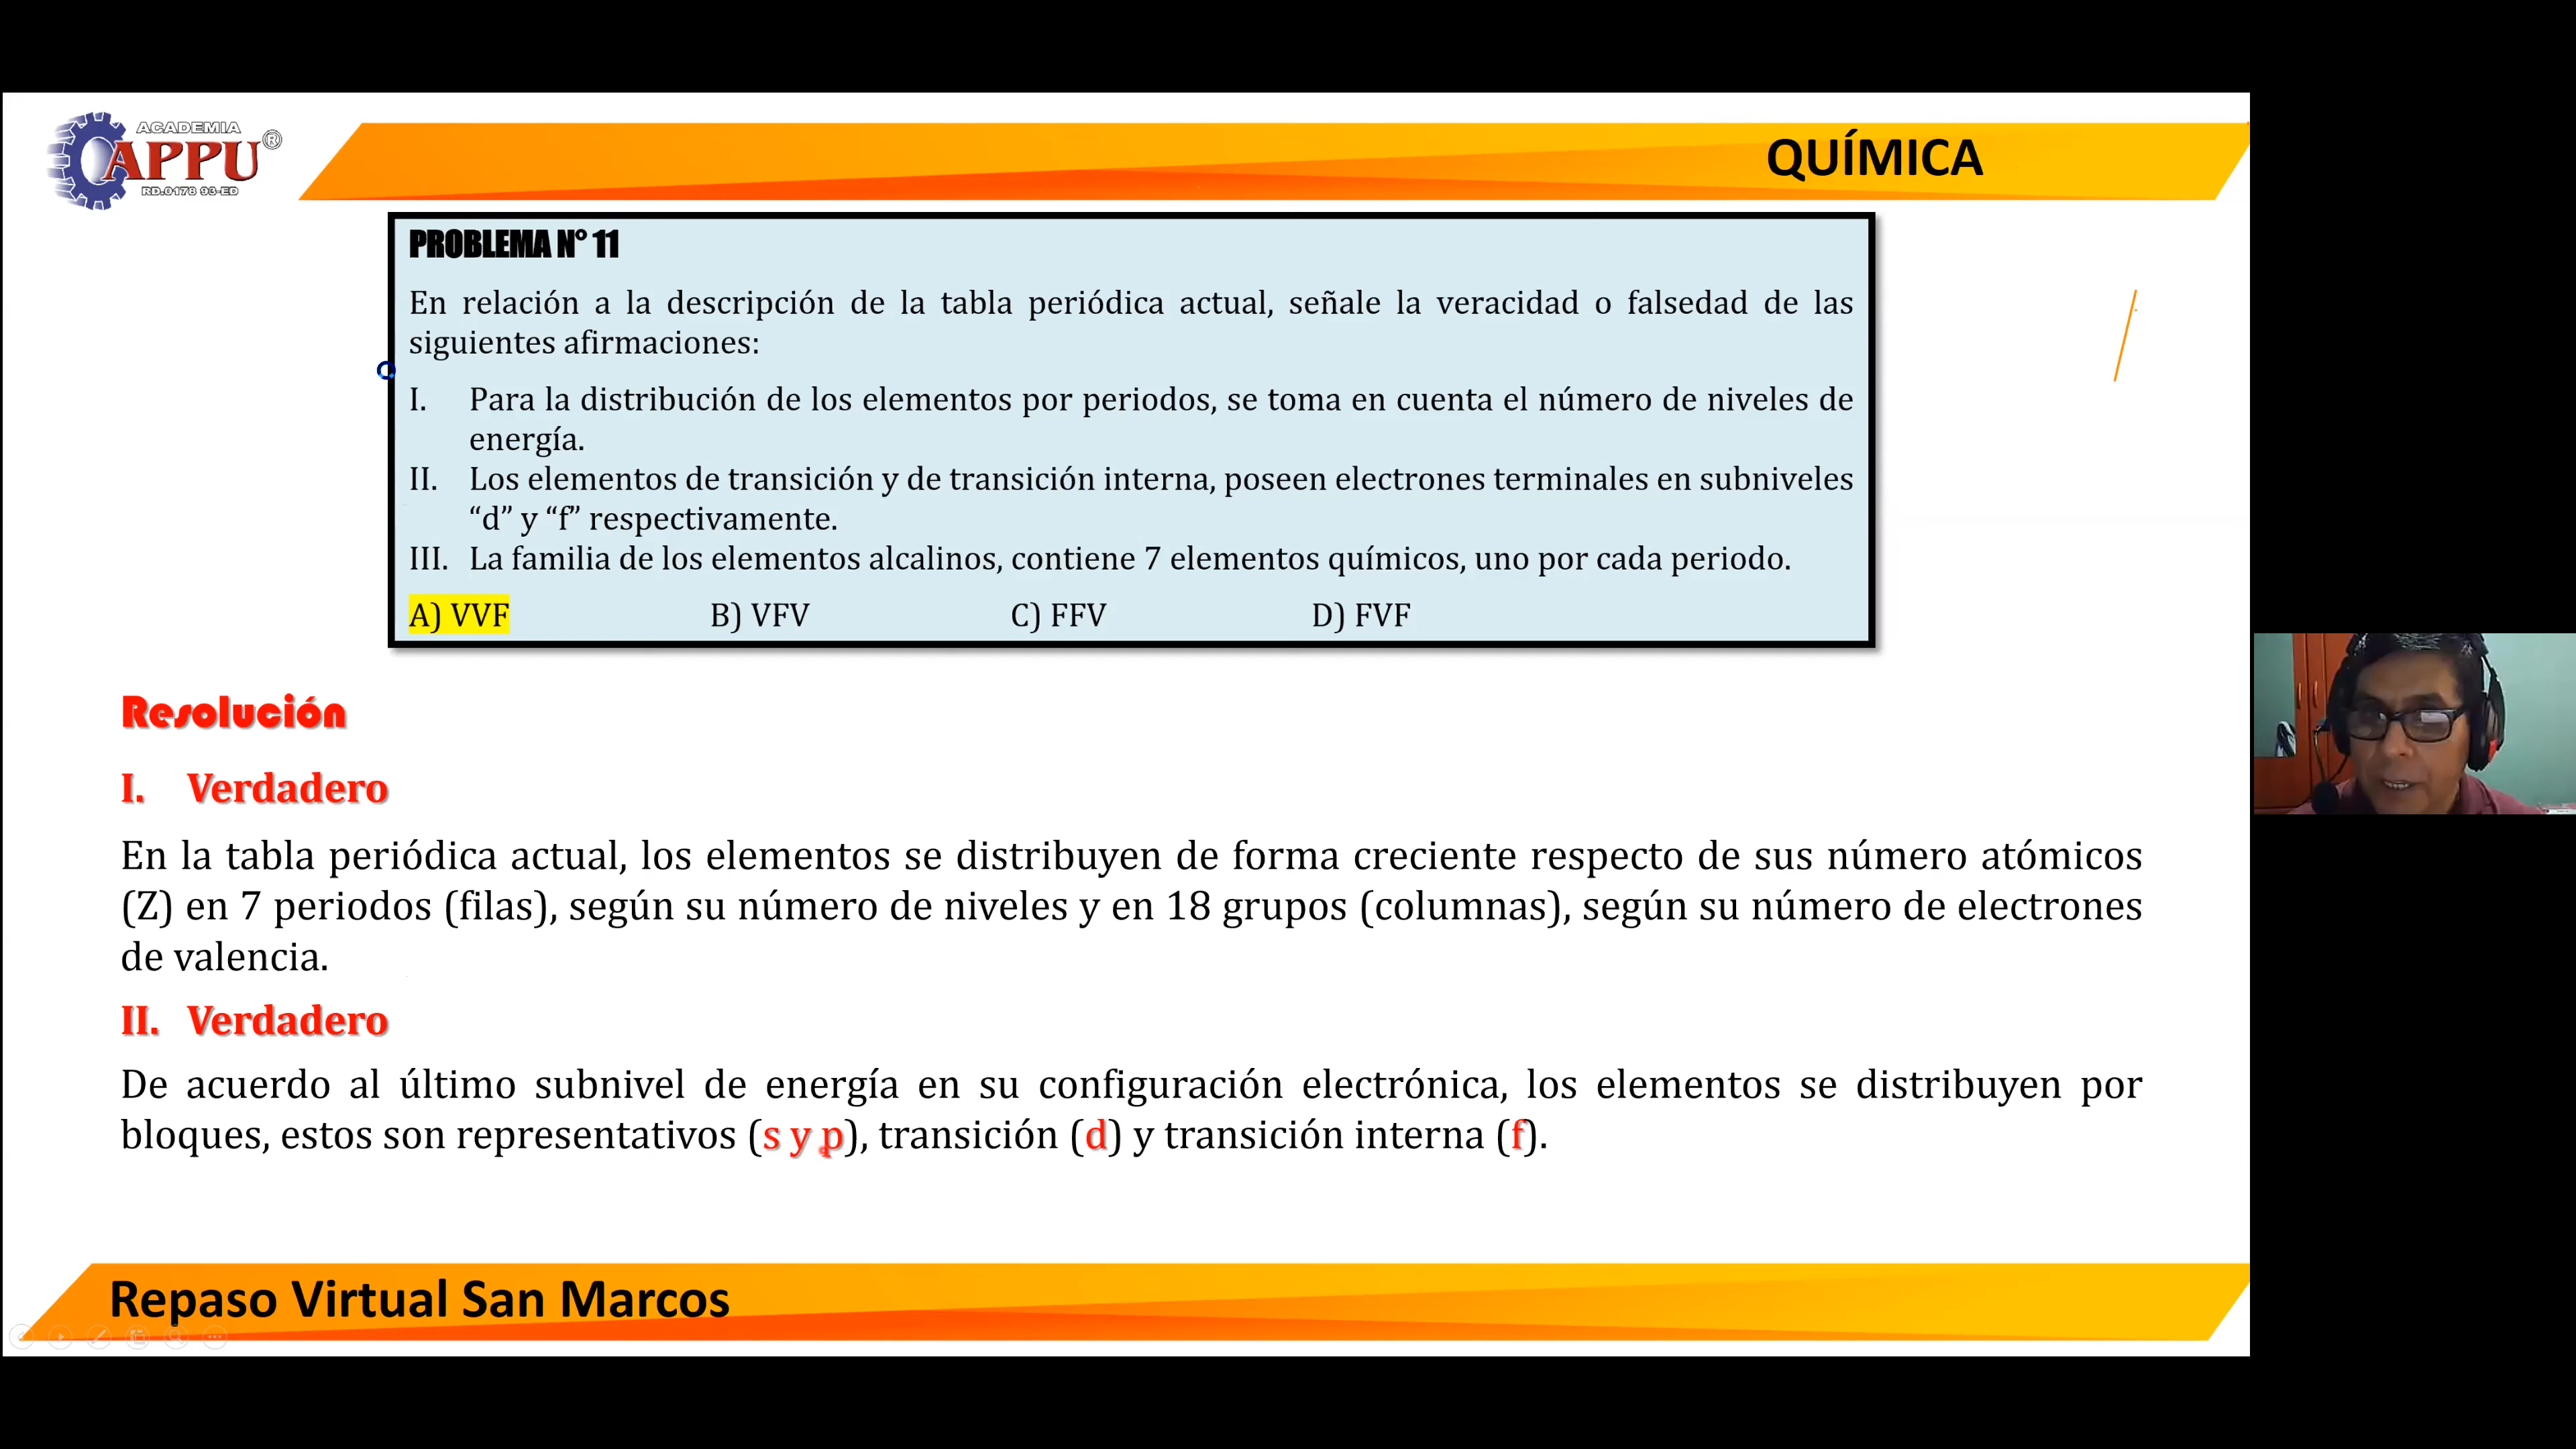 ACADEMIA
APPU®
RD.0178 93-ED
QUÍMICA
PROBLEMA N° 11
En relación a la descripción de la tabla periódica actual, señale la veracidad o falsedad de las
siguientes afirmaciones:
I. Para la distribución de los elementos por periodos, se toma en cuenta el número de niveles de
energía.
II. Los elementos de transición y de transición interna, poseen electrones terminales en subniveles
“d” y “f” respectivamente.
III. La familia de los elementos alcalinos, contiene 7 elementos químicos, uno por cada periodo.
A) VVF B) VFV C) FFV D) FVF
Resolución
I. Verdadero
En la tabla periódica actual, los elementos se distribuyen de forma creciente respecto de sus número atómicos
(Z) en 7 periodos (filas), según su número de niveles y en 18 grupos (columnas), según su número de electrones
de valencia.
II. Verdadero
De acuerdo al último subnivel de energía en su configuración electrónica, los elementos se distribuyen por
bloques, estos son representativos (s y p), transición (d) y transición interna (f).
Repaso Virtual San Marcos